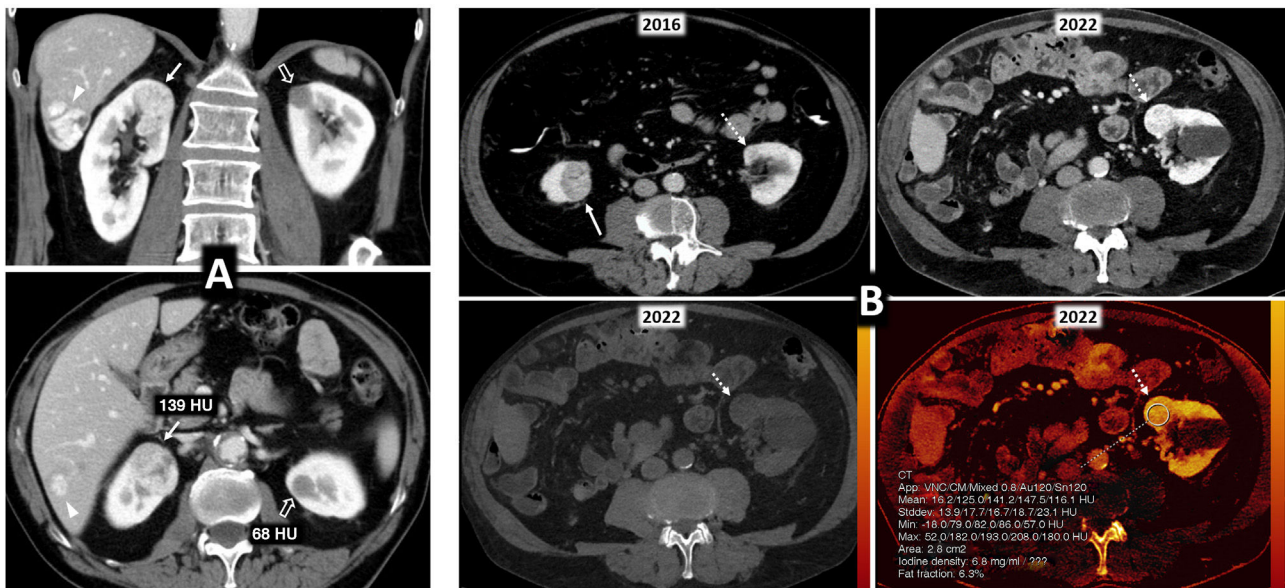 A
139 HU
68 HU
2016
2022
B
2022
2022
CT
App: VNC/CM/Mixed 0.8/Au120/Sn120
Mean: 16.2/125.0/141.2/147.5/116.1 HU
Stddev: 13.9/17.7/16.7/18.7/23.1 HU
Min: -18.0/79.0/82.0/86.0/57.0 HU
Max: 52.0/182.0/193.0/208.0/180.0 HU
Area: 2.8 cm2
Iodine density: 6.8 mg/ml / ???
Fat fraction: 6.3%